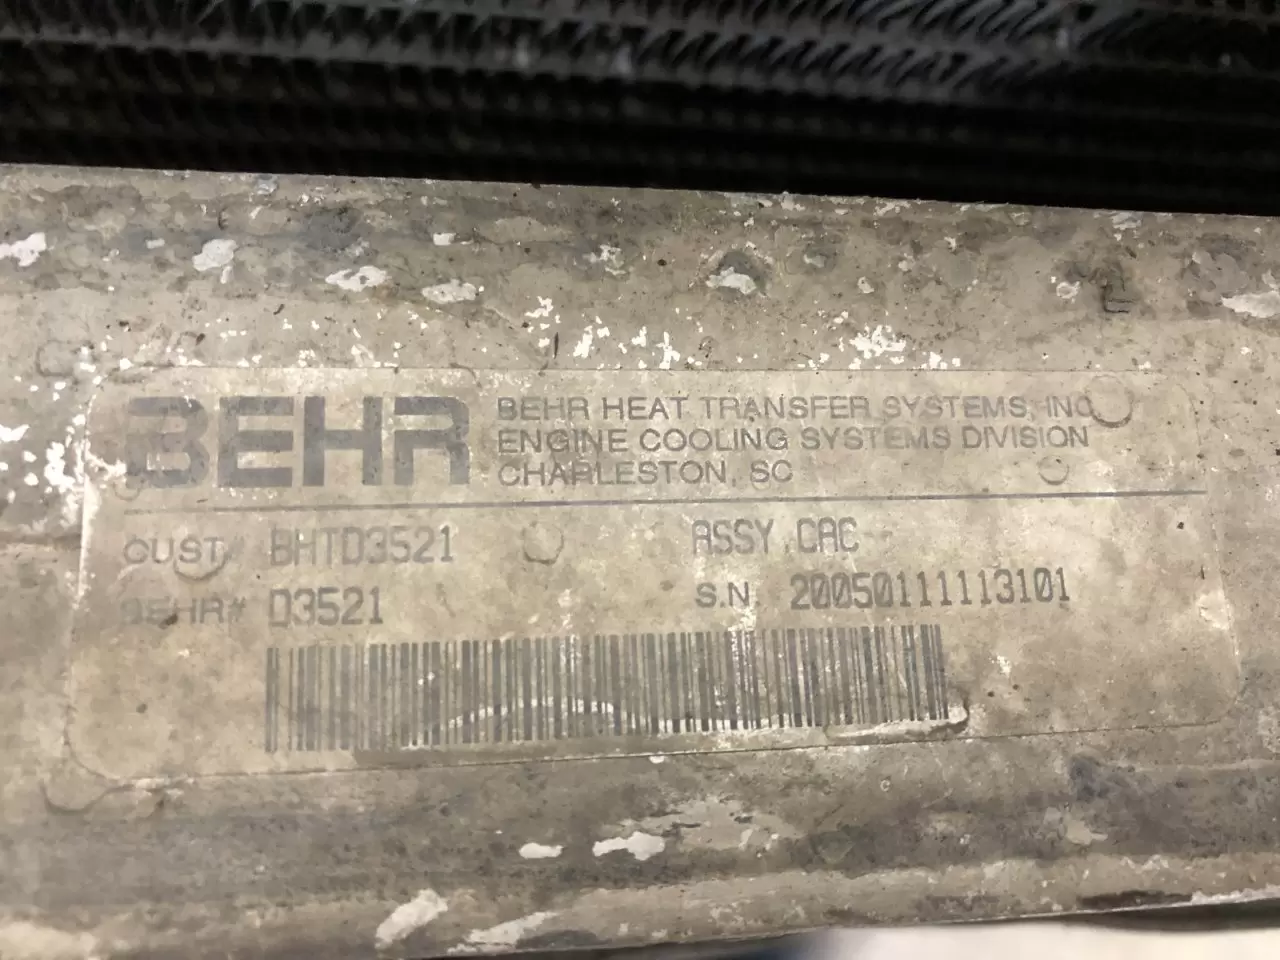 BEHR
BEHR HEAT TRANSFER SYSTEMS, INC.
ENGINE COOLING SYSTEMS DIVISION
CHARLESTON, SC
CUST# BHTD3521
ASSY,CAC
BEHR# D3521
S.N. 20050111113101